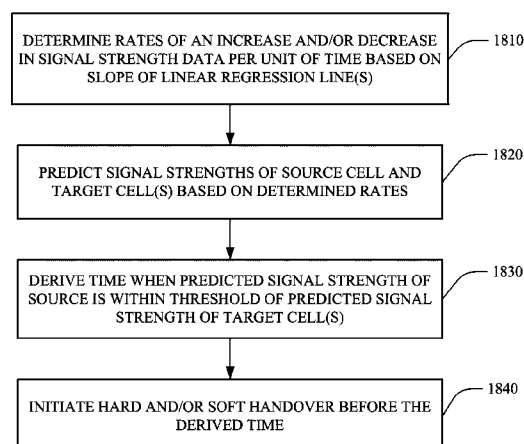 DETERMINE RATES OF AN INCREASE AND/OR DECREASE
IN SIGNAL STRENGTH DATA PER UNIT OF TIME BASED ON
SLOPE OF LINEAR REGRESSION LINE(S)
1810
PREDICT SIGNAL STRENGTHS OF SOURCE CELL AND
TARGET CELL(S) BASED ON DETERMINED RATES
1820
DERIVE TIME WHEN PREDICTED SIGNAL STRENGTH OF
SOURCE IS WITHIN THRESHOLD OF PREDICTED SIGNAL
STRENGTH OF TARGET CELL(S)
1830
INITIATE HARD AND/OR SOFT HANDOVER BEFORE THE
DERIVED TIME
1840